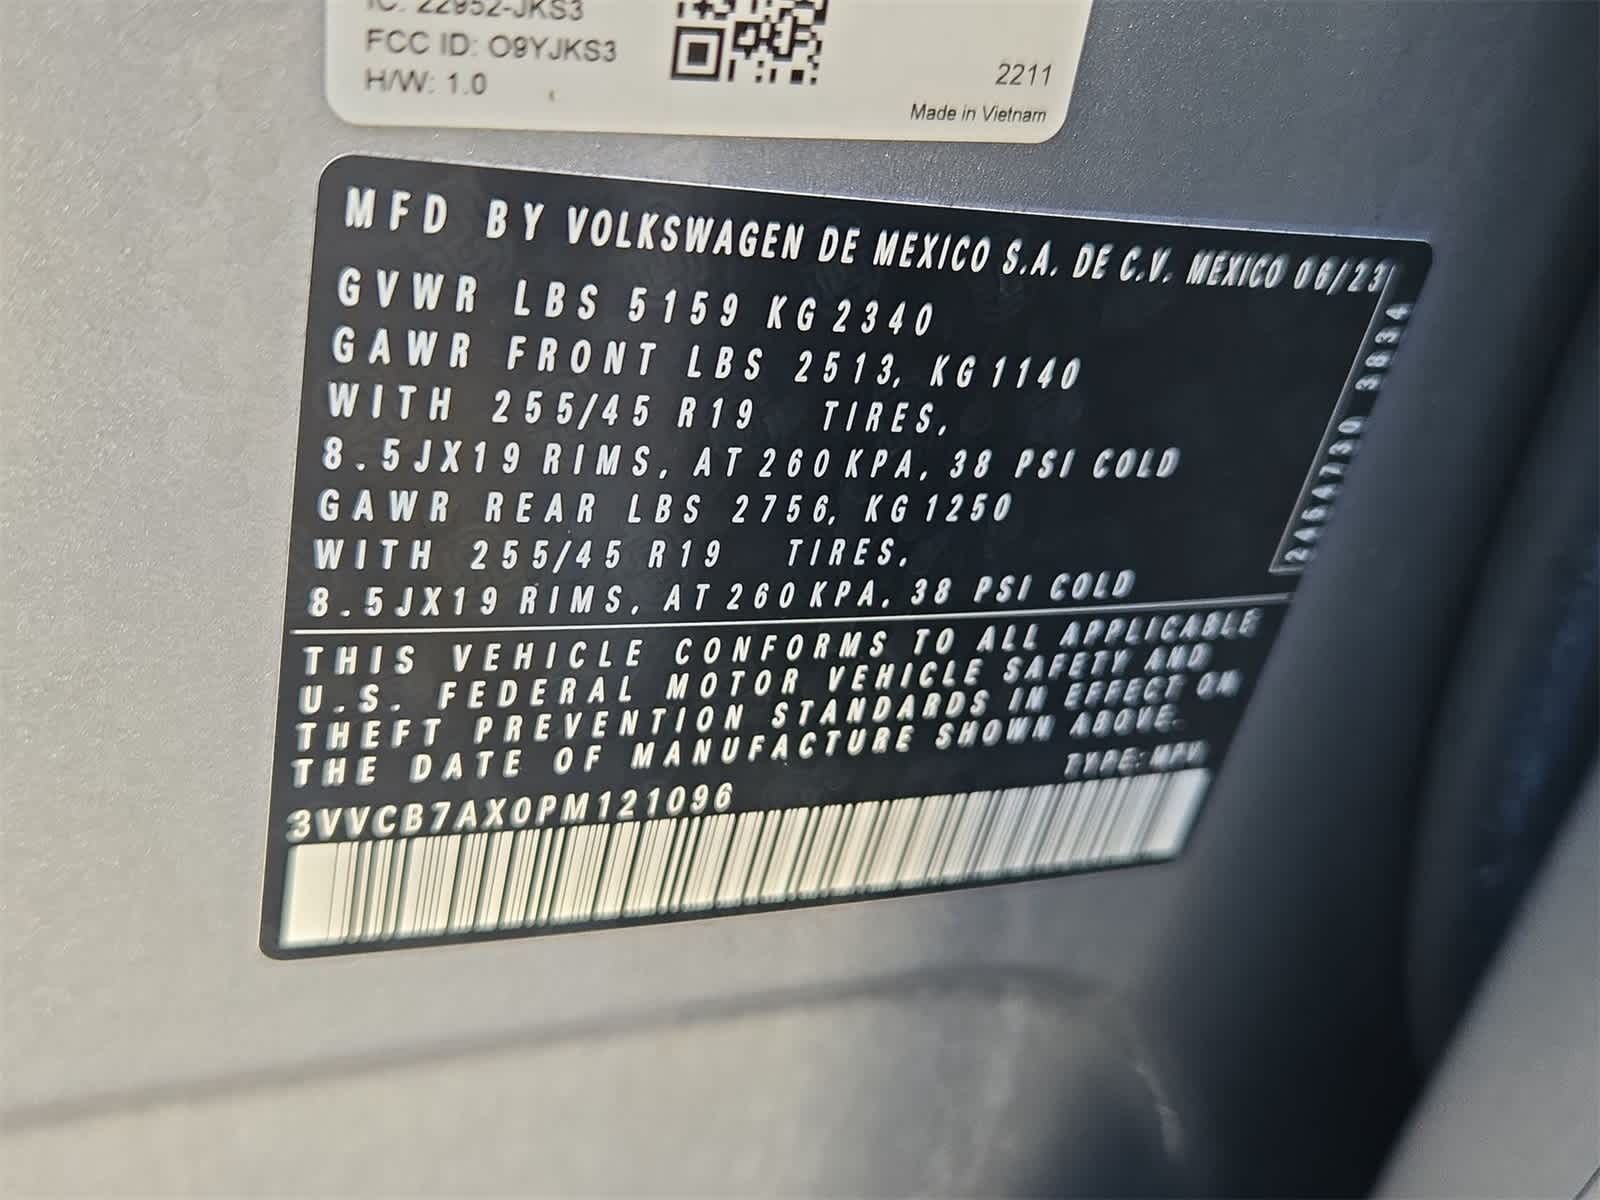 IC: 22952-JKS3
FCC ID: O9YJKS3
H/W: 1.0
2211
Made in Vietnam
MFD BY VOLKSWAGEN DE MEXICO S.A. DE C.V. MEXICO 06/23
GVWR LBS 5159 KG 2340
GAWR FRONT LBS 2513, KG 1140
WITH 255/45 R19 TIRES,
8.5JX19 RIMS, AT 260 KPA, 38 PSI COLD
GAWR REAR LBS 2756, KG 1250
WITH 255/45 R19 TIRES,
8.5JX19 RIMS, AT 260 KPA, 38 PSI COLD
THIS VEHICLE CONFORMS TO ALL APPLICABLE
U.S. FEDERAL MOTOR VEHICLE SAFETY AND
THEFT PREVENTION STANDARDS IN EFFECT ON
THE DATE OF MANUFACTURE SHOWN ABOVE.
TYPE: MPV
3VVCB7AX0PM121096